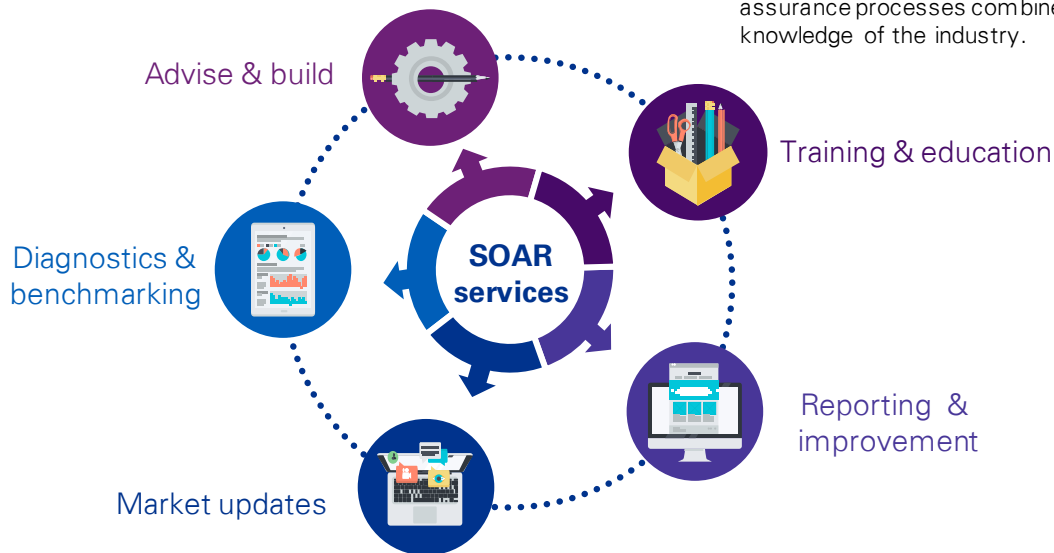 assurance processes combine
knowledge of the industry.
Advise & build
Training & education
Diagnostics &
benchmarking
SOAR
services
Reporting &
improvement
Market updates